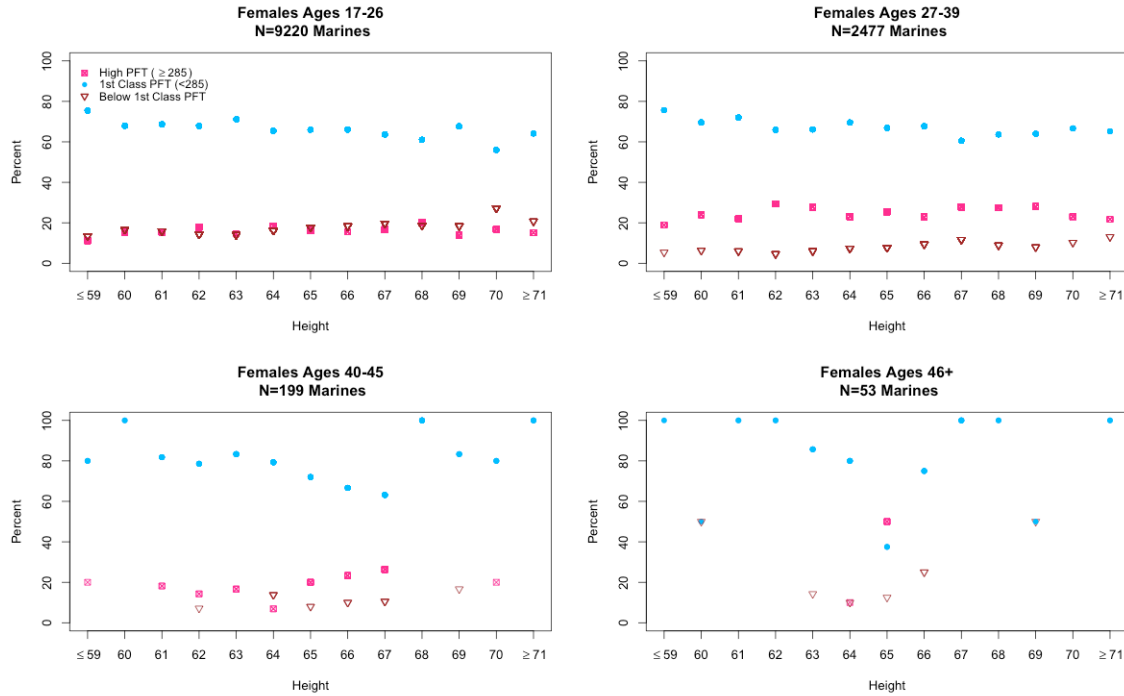 Females Ages 17-26
N=9220 Marines
High PFT ( ≥ 285)
1st Class PFT (<285)
Below 1st Class PFT
Percent
0
20
40
60
80
100
≤ 59 60 61 62 63 64 65 66 67 68 69 70 ≥ 71
Height
Females Ages 27-39
N=2477 Marines
Percent
0
20
40
60
80
100
≤ 59 60 61 62 63 64 65 66 67 68 69 70 ≥ 71
Height
Females Ages 40-45
N=199 Marines
Percent
0
20
40
60
80
100
≤ 59 60 61 62 63 64 65 66 67 68 69 70 ≥ 71
Height
Females Ages 46+
N=53 Marines
Percent
0
20
40
60
80
100
≤ 59 60 61 62 63 64 65 66 67 68 69 70 ≥ 71
Height